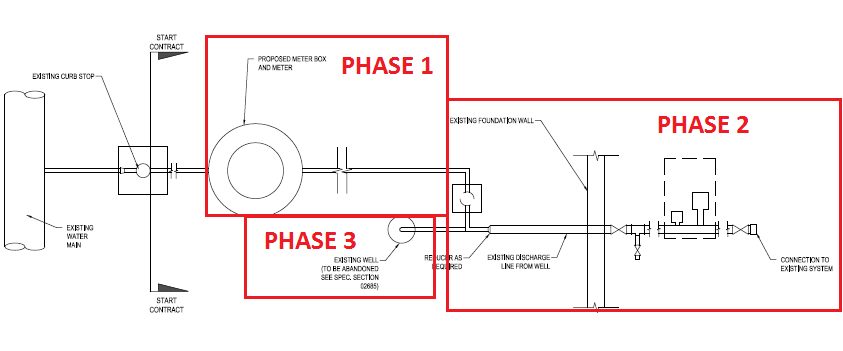 START
CONTRACT
PROPOSED METER BOX
AND METER
PHASE 1
EXISTING CURB STOP
EXISTING FOUNDATION WALL
PHASE 2
EXISTING
WATER
MAIN
PHASE 3
EXISTING WELL
(TO BE ABANDONED
SEE SPEC. SECTION
02685)
REDUCER AS
REQUIRED
EXISTING DISCHARGE
LINE FROM WELL
CONNECTION TO
EXISTING SYSTEM
START
CONTRACT